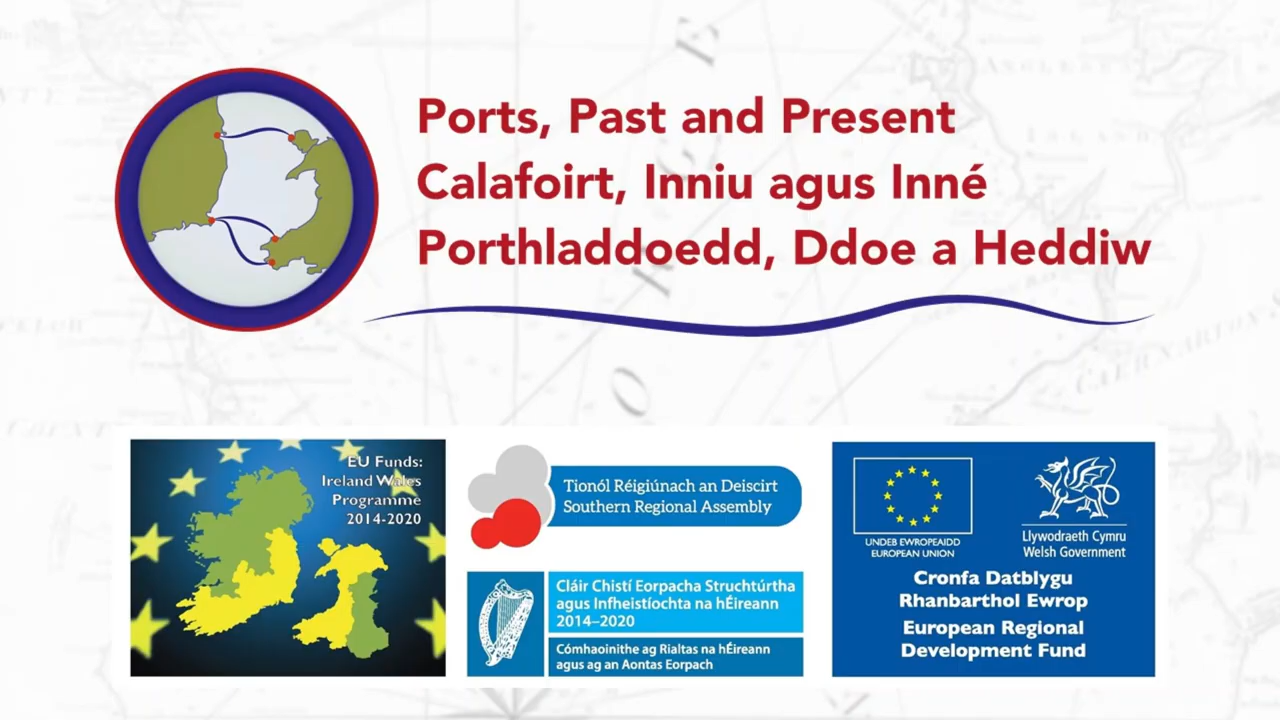 Ports, Past and Present
Calafoirt, Inniu agus Inné
Porthladdoedd, Ddoe a Heddiw
EU Funds:
Ireland Wales
Programme
2014-2020
Tionól Réigiúnach an Deiscirt
Southern Regional Assembly
Cláir Chistí Eorpacha Struchtúrtha
agus Infheistíochta na hÉireann
2014–2020
Cómhaoinithe ag Rialtas na hÉireann
agus ag an Aontas Eorpach
UNDEB EWROPEAIDD
EUROPEAN UNION
Llywodraeth Cymru
Welsh Government
Cronfa Datblygu
Rhanbarthol Ewrop
European Regional
Development Fund